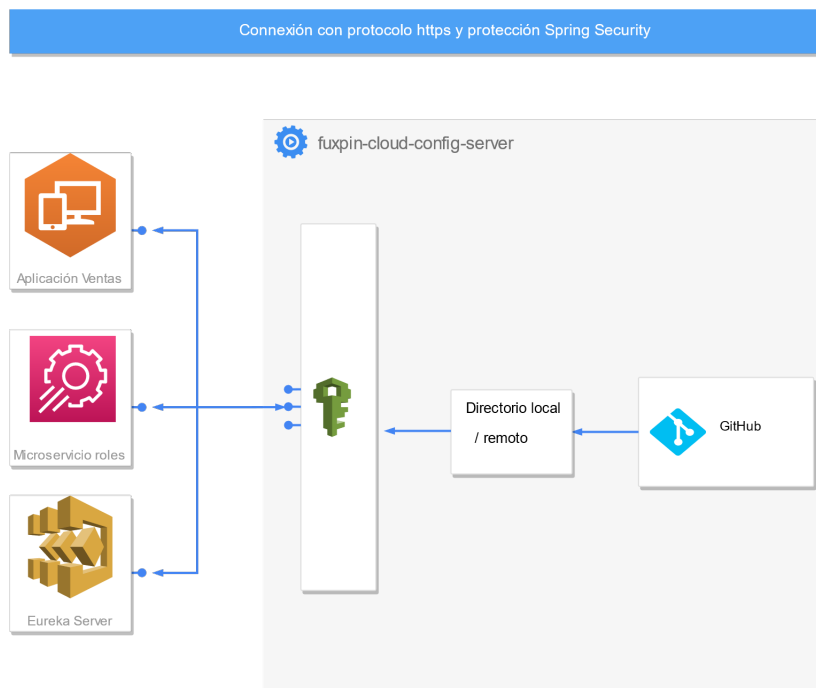 Connexión con protocolo https y protección Spring Security
fuxpin-cloud-config-server
Aplicación Ventas
Microservicio roles
Eureka Server
Directorio local
/ remoto
GitHub